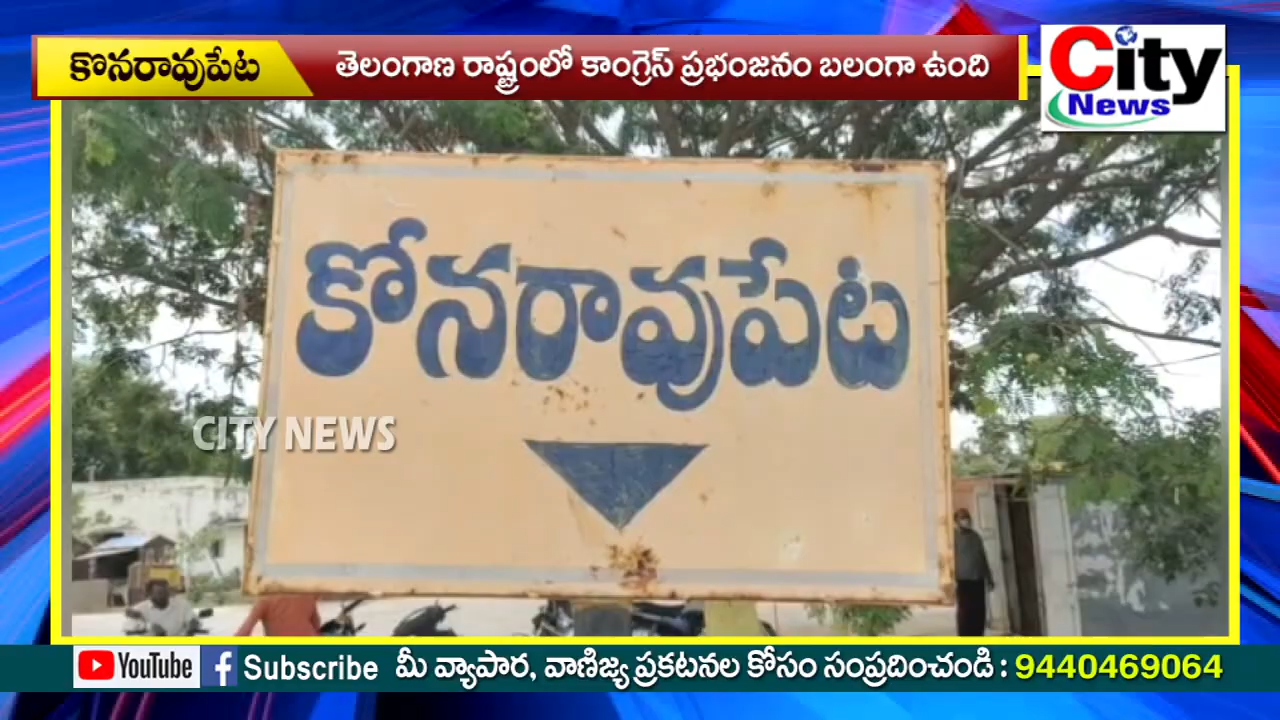 కొనరావుపేట
తెలంగాణ రాష్ట్రంలో కాంగ్రెస్ ప్రభంజనం బలంగా ఉంది
City
News
కోనరావుపేట
CITY NEWS
YouTube f Subscribe మీ వ్యాపార, వాణిజ్య ప్రకటనల కోసం సంప్రదించండి : 9440469064